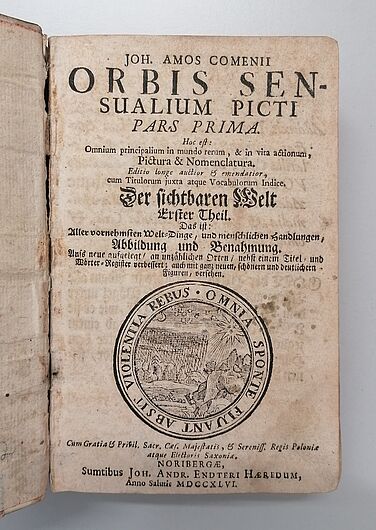 JOH. AMOS COMENII
ORBIS SEN-
SUALIUM PICTI
PARS PRIMA.
Hoc est:
Omnium principalium in mundo rerum, & in vita actionum,
Pictura & Nomenclatura.
Editio longe auctior & emendatior,
cum Titulorum juxta atque Vocabulorum Indice,
Der sichtbaren Welt
Erster Theil.
Das ist:
Aller vornehmsten Welt-Dinge, und menschlichen Handlungen,
Abbildung und Benahmung,
Aufs neue aufgelegt, an unzählichen Orten, nebst einem Titel- und
Wörter-Register verbessert; auch mit ganz neuen, schönern und deutlichern
Figuren, versehen.
OMNIA SPONTE FLUANT ABSIT VIOLENTIA REBUS
Cum Gratia & Privil. Sacr. Cæs. Majestatis, & Sereniss. Regis Poloniæ
atque Electoris Saxoniæ.
NORIBERGÆ,
Sumtibus JOH. ANDR. ENDTERI HÆREDUM,
Anno Salutis MDCCXLVI.